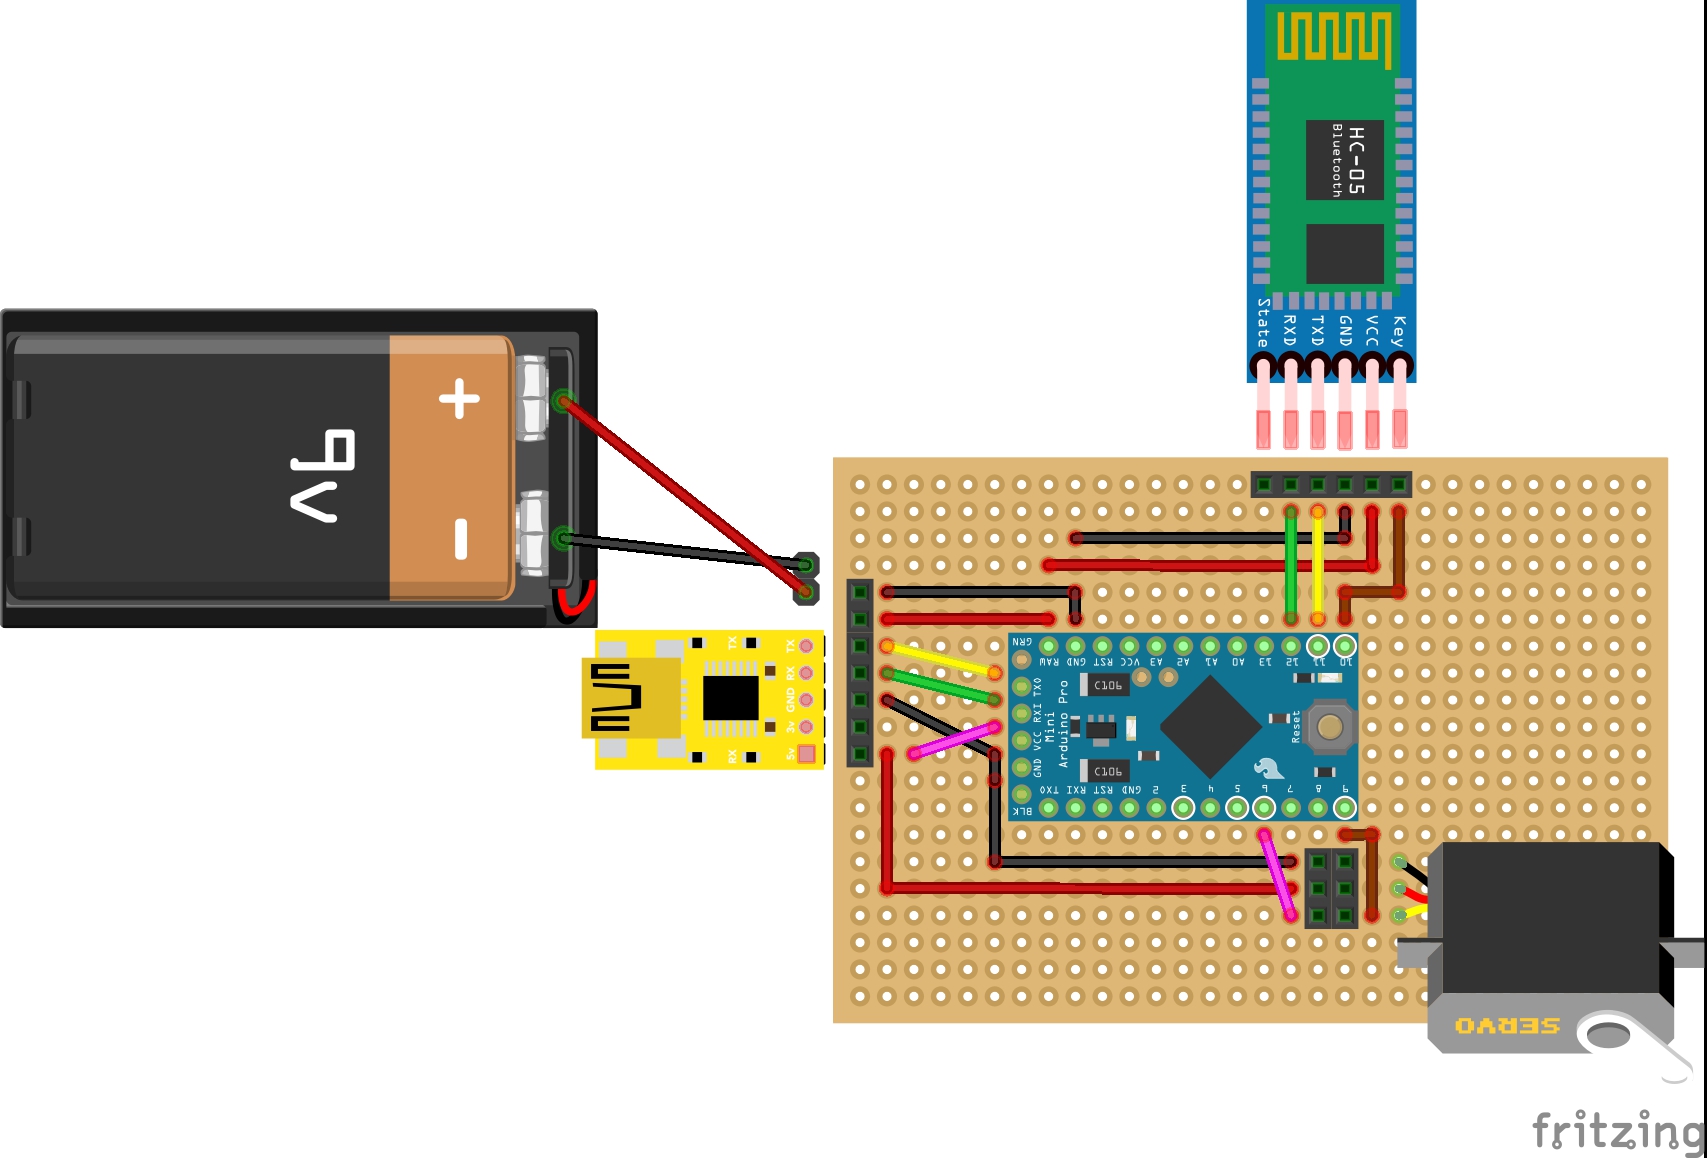 HC-05
Bluetooth
State
RXD
TXD
GND
VCC
Key
+
-
9V
TX
RX
GND
3v
5v
TX
RX
GRN
RAW
GND
RST
VCC
A3
A2
A1
A0
13
12
11
10
TXO
RXI
VCC
GND
BLK
C106
C106
Arduino Pro
Mini
Reset
TXO
RXI
RST
GND
2
3
4
5
6
7
8
9
SERVO
fritzing